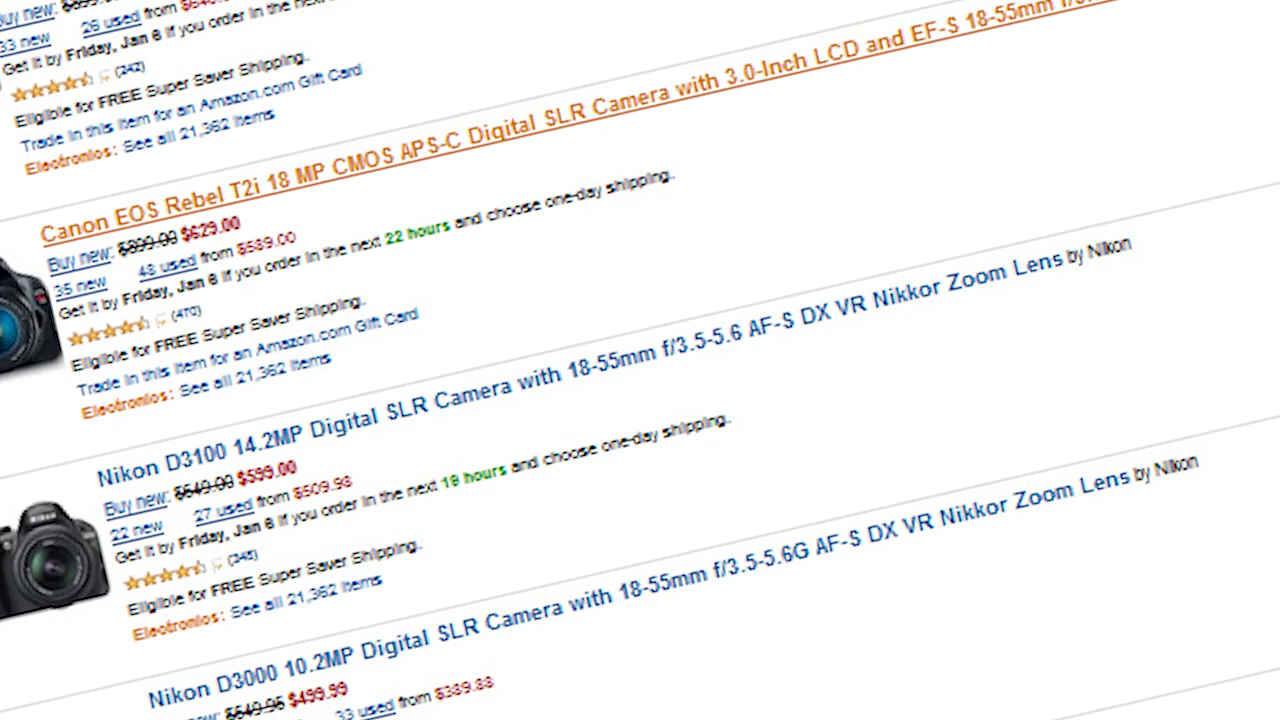 Buy new:
33 new 26 used from
Get it by Friday, Jan 6 if you order in the next
(242)
Eligible for FREE Super Saver Shipping.
Trade in this item for an Amazon.com Gift Card
Electronics: See all 21,362 items
Canon EOS Rebel T2i 18 MP CMOS APS-C Digital SLR Camera with 3.0-Inch LCD and EF-S 18-55mm
Buy new: $899.00 $629.00
35 new 48 used from $589.00
Get it by Friday, Jan 6 if you order in the next 22 hours and choose one-day shipping.
(470)
Eligible for FREE Super Saver Shipping.
Trade in this item for an Amazon.com Gift Card
Electronics: See all 21,362 items
Nikon D3100 14.2MP Digital SLR Camera with 18-55mm f/3.5-5.6 AF-S DX VR Nikkor Zoom Lens by Nikon
Buy new: $649.00 $599.00
22 new 27 used from $509.98
Get it by Friday, Jan 6 if you order in the next 19 hours and choose one-day shipping.
(345)
Eligible for FREE Super Saver Shipping.
Electronics: See all 21,362 items
Nikon
Nikon D3000 10.2MP Digital SLR Camera with 18-55mm f/3.5-5.6G AF-S DX VR Nikkor Zoom Lens by Nikon
$549.95 $499.99
33 used from $389.88